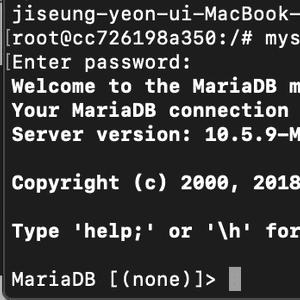 jiseung-yeon-ui-MacBook-
[root@cc726198a350:/# mys
[Enter password:
Welcome to the MariaDB m
Your MariaDB connection
Server version: 10.5.9-M
Copyright (c) 2000, 2018
Type 'help;' or '\h' for
MariaDB [(none)]>